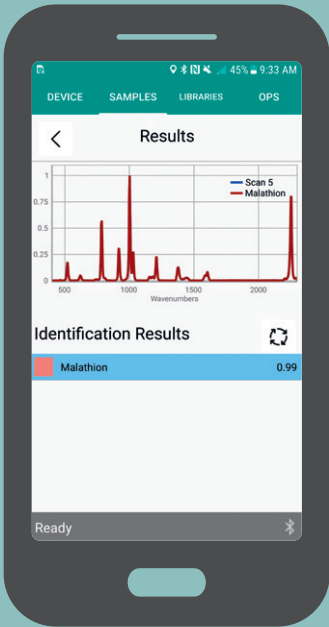 45% 9:33 AM
DEVICE SAMPLES LIBRARIES OPS
Results
1
0.75
0.5
0.25
0
Scan 5
Malathion
500 1000 1500 2000
Wavenumbers
Identification Results
Malathion 0.99
Ready